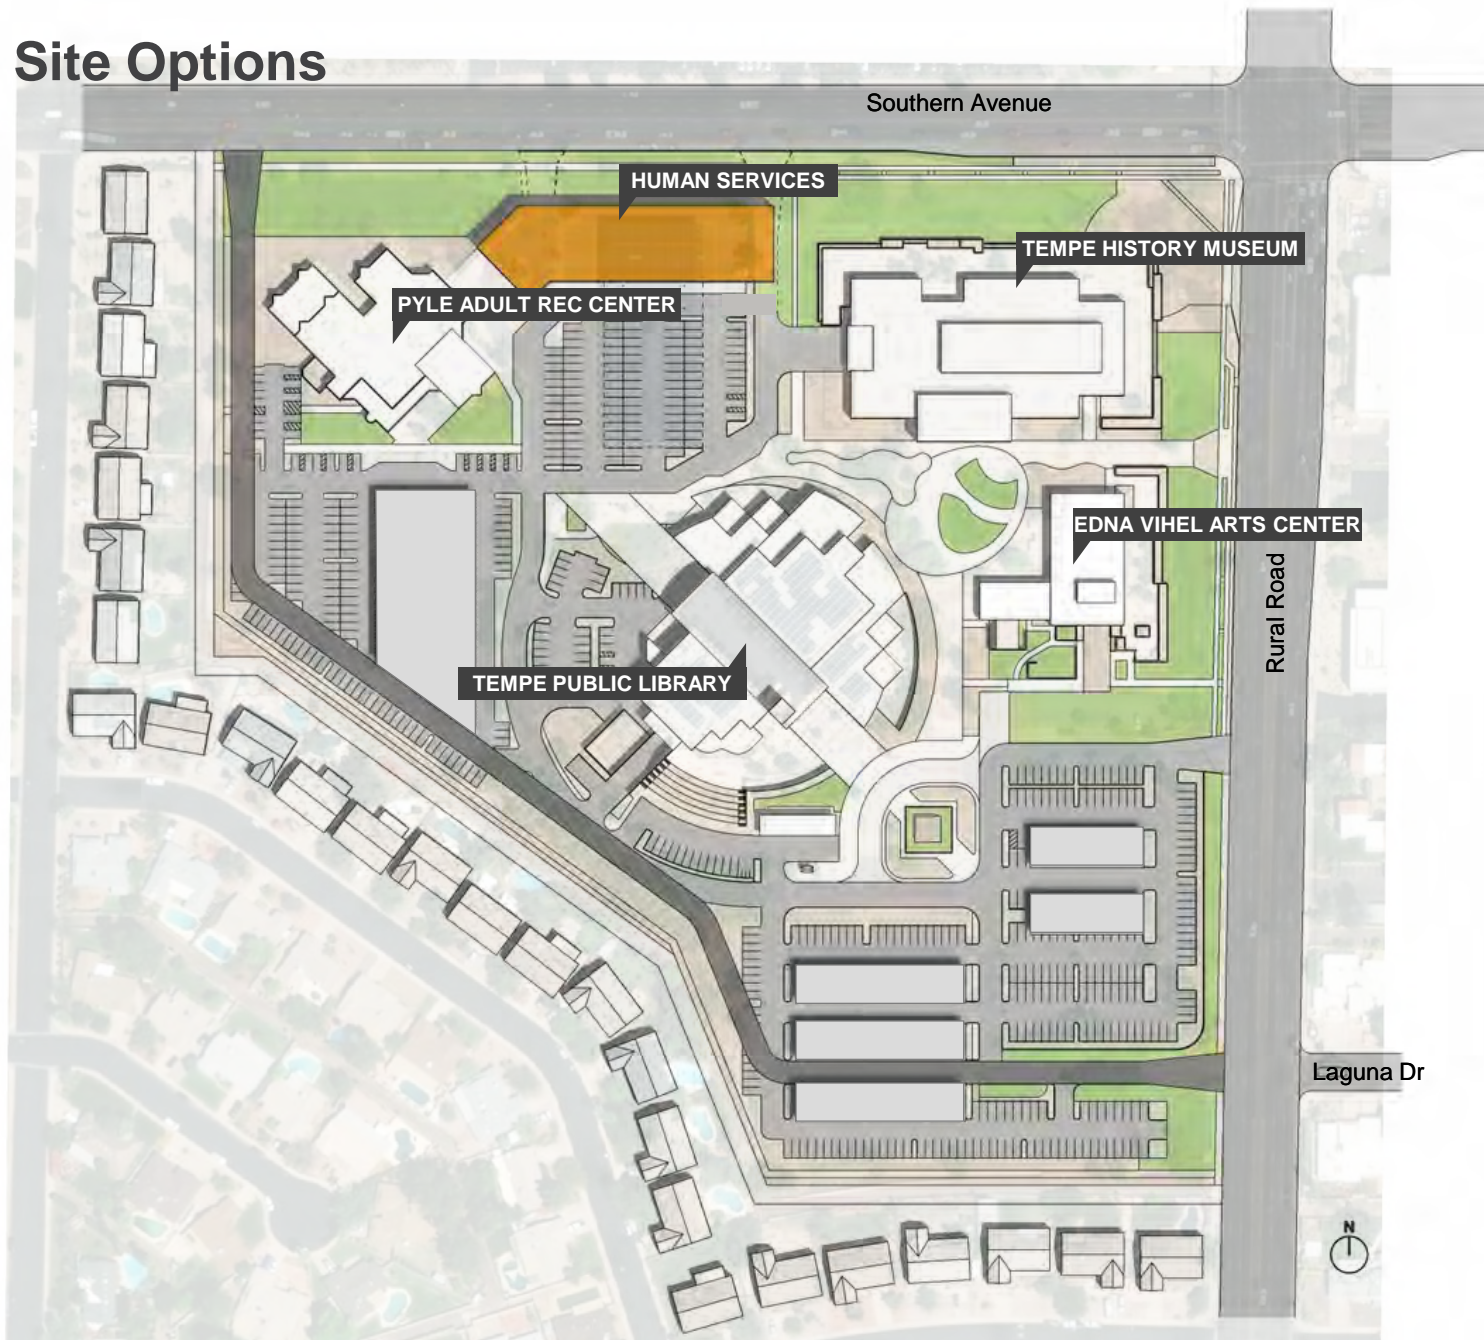 Site Options
Southern Avenue
HUMAN SERVICES
TEMPE HISTORY MUSEUM
PYLE ADULT REC CENTER
EDNA VIHEL ARTS CENTER
Rural Road
TEMPE PUBLIC LIBRARY
Laguna Dr
N